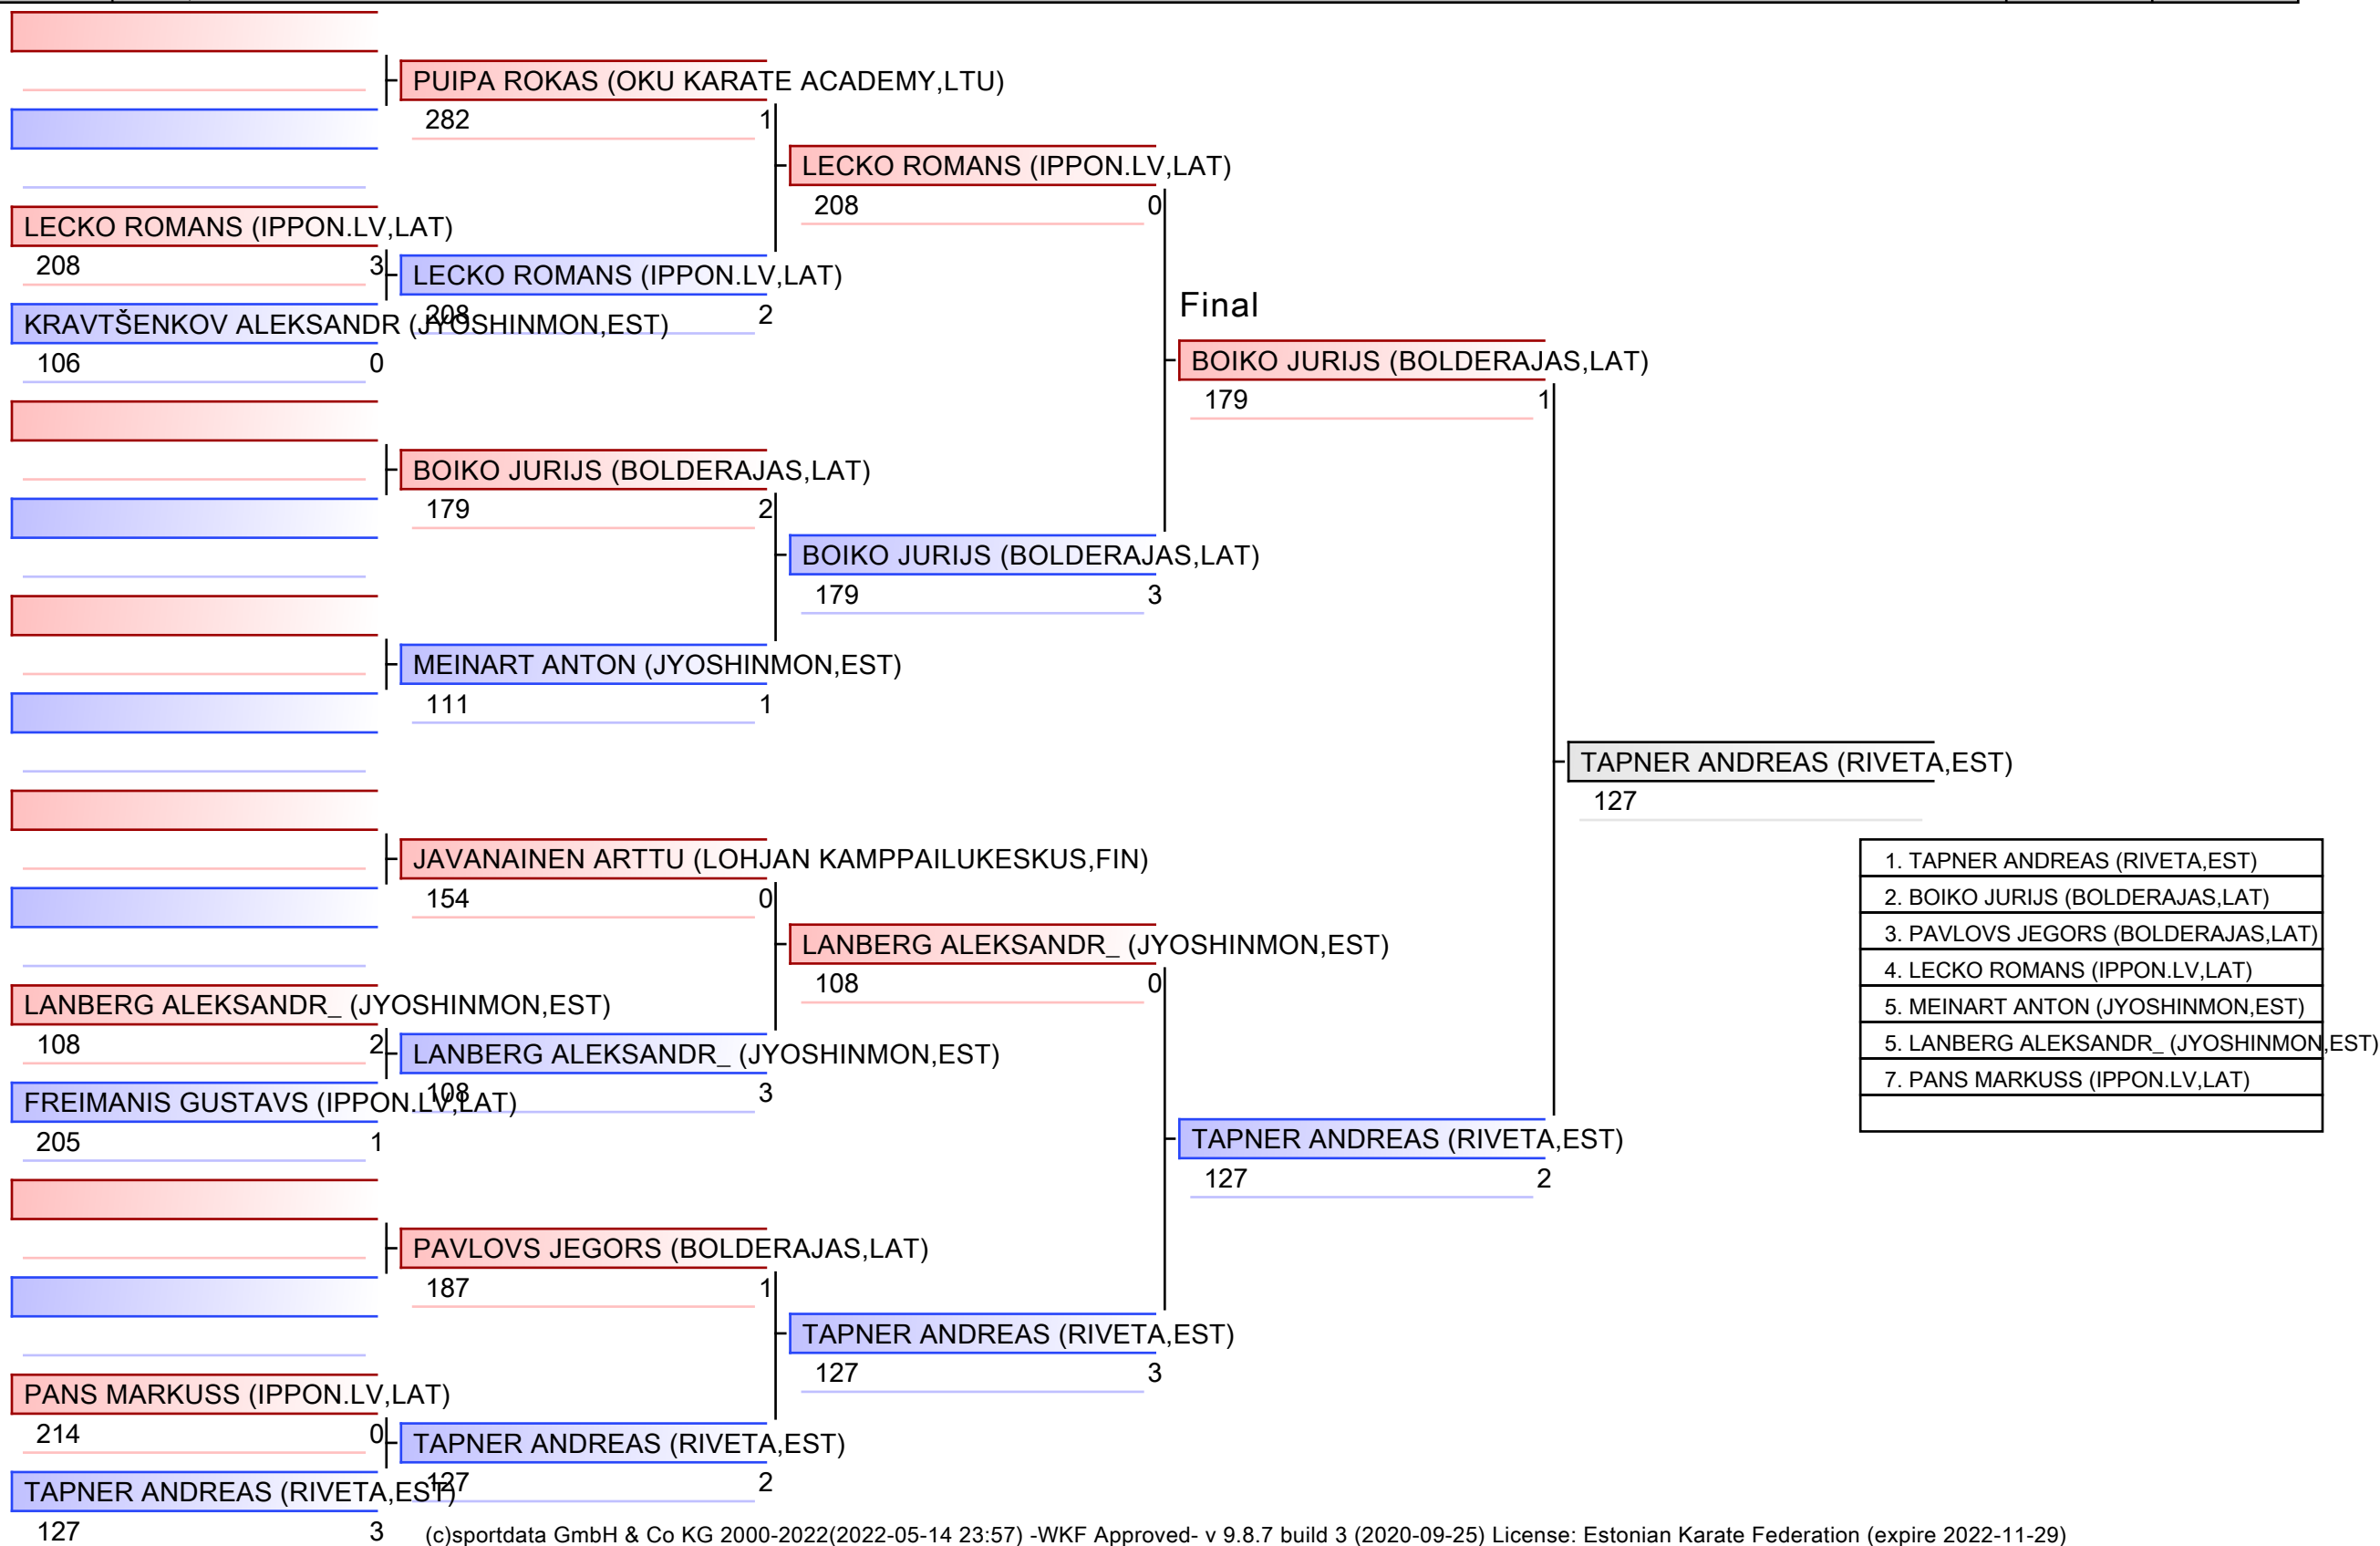 PUIPA ROKAS (OKU KARATE ACADEMY,LTU)
282 1
LECKO ROMANS (IPPON.LV,LAT)
208 0
LECKO ROMANS (IPPON.LV,LAT)
208 3
LECKO ROMANS (IPPON.LV,LAT)
208 2
KRAVTŠENKOV ALEKSANDR (JYOSHINMON,EST)
106 0
Final
BOIKO JURIJS (BOLDERAJAS,LAT)
179 1
BOIKO JURIJS (BOLDERAJAS,LAT)
179 2
BOIKO JURIJS (BOLDERAJAS,LAT)
179 3
MEINART ANTON (JYOSHINMON,EST)
111 1
TAPNER ANDREAS (RIVETA,EST)
127
JAVANAINEN ARTTU (LOHJAN KAMPPAILUKESKUS,FIN)
154 0
1. TAPNER ANDREAS (RIVETA,EST)
2. BOIKO JURIJS (BOLDERAJAS,LAT)
3. PAVLOVS JEGORS (BOLDERAJAS,LAT)
4. LECKO ROMANS (IPPON.LV,LAT)
5. MEINART ANTON (JYOSHINMON,EST)
5. LANBERG ALEKSANDR_ (JYOSHINMON,EST)
7. PANS MARKUSS (IPPON.LV,LAT)
LANBERG ALEKSANDR_ (JYOSHINMON,EST)
108 0
LANBERG ALEKSANDR_ (JYOSHINMON,EST)
108 2
LANBERG ALEKSANDR_ (JYOSHINMON,EST)
108 3
FREIMANIS GUSTAVS (IPPON.LV,LAT)
205 1
TAPNER ANDREAS (RIVETA,EST)
127 2
PAVLOVS JEGORS (BOLDERAJAS,LAT)
187 1
TAPNER ANDREAS (RIVETA,EST)
127 3
PANS MARKUSS (IPPON.LV,LAT)
214 0
TAPNER ANDREAS (RIVETA,EST)
127 2
TAPNER ANDREAS (RIVETA,EST)
127 3
(c)sportdata GmbH & Co KG 2000-2022(2022-05-14 23:57) -WKF Approved- v 9.8.7 build 3 (2020-09-25) License: Estonian Karate Federation (expire 2022-11-29)